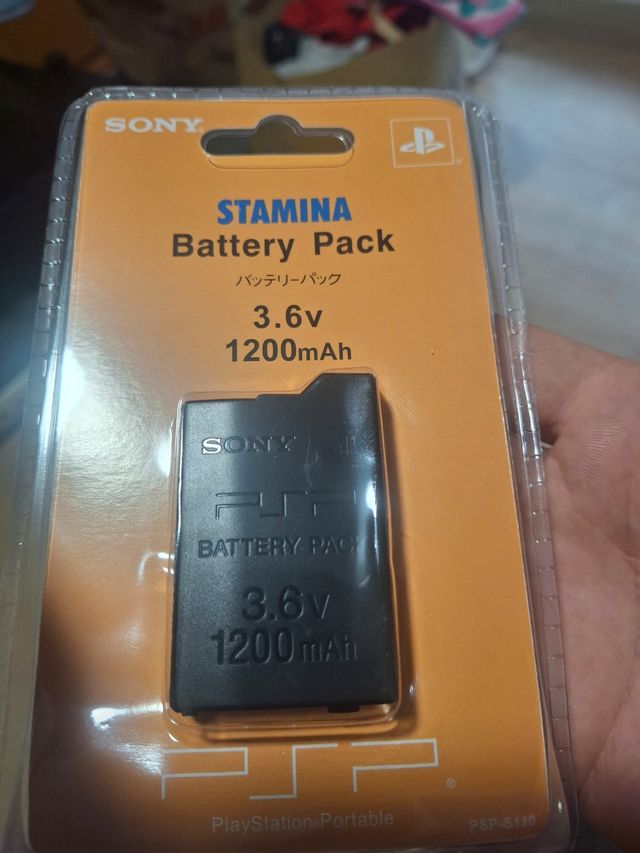 SONY
STAMINA
Battery Pack
バッテリーパック
3.6v
1200mAh
SONY
PSP
BATTERY PACK
3.6v
1200mAh
PSP®
PlayStation Portable
PSP-S110